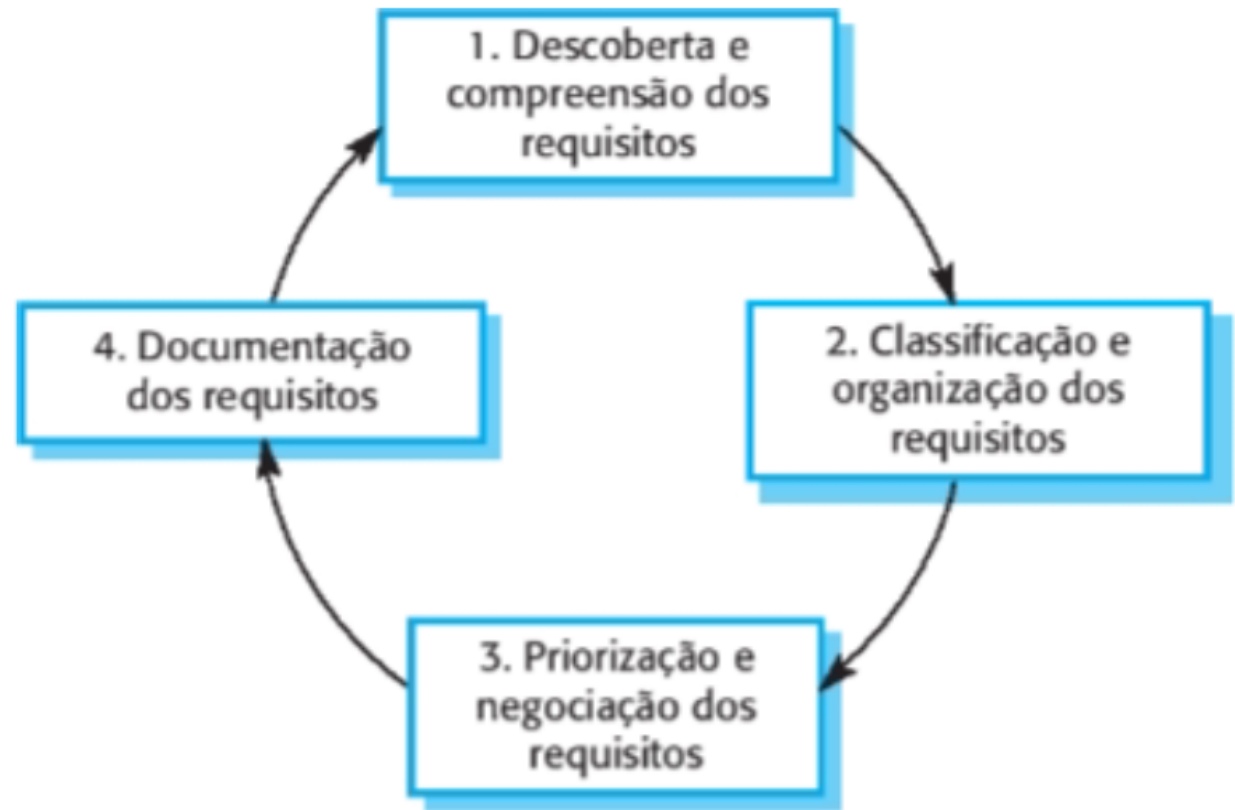 1. Descoberta e
compreensão dos
requisitos
2. Classificação e
organização dos
requisitos
3. Priorização e
negociação dos
requisitos
4. Documentação
dos requisitos